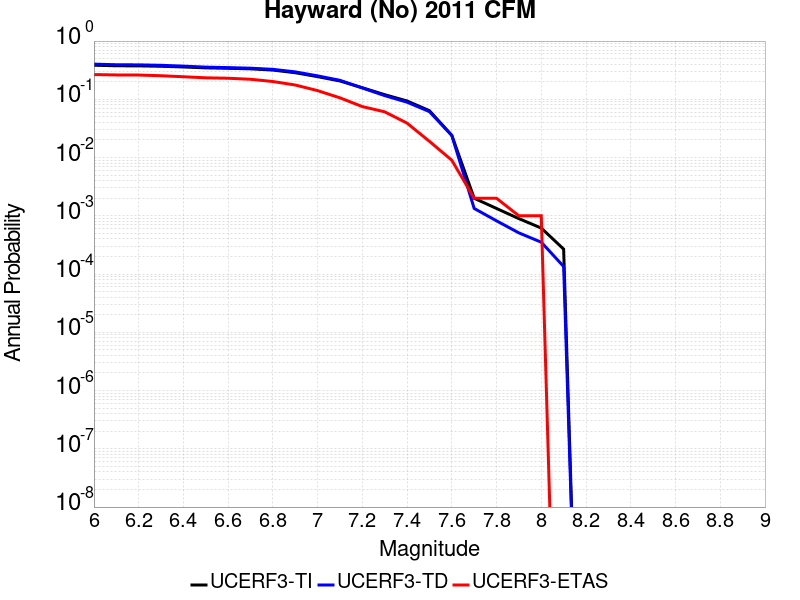 Hayward (No) 2011 CFM
10^0
10^-1
10^-2
10^-3
10^-4
10^-5
10^-6
10^-7
10^-8
Annual Probability
6 6.2 6.4 6.6 6.8 7 7.2 7.4 7.6 7.8 8 8.2 8.4 8.6 8.8 9
Magnitude
UCERF3-TI UCERF3-TD UCERF3-ETAS